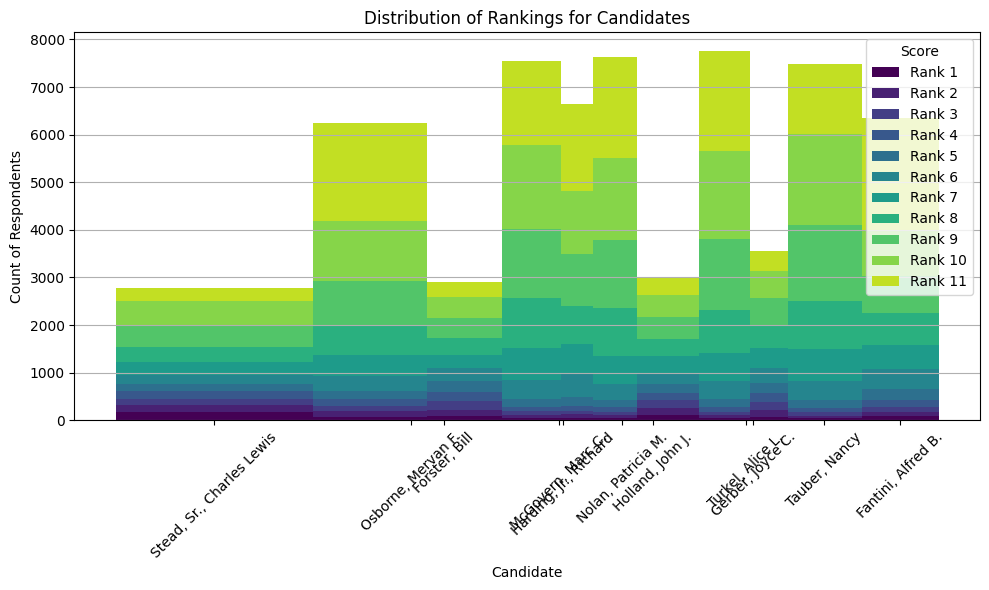 Distribution of Rankings for Candidates
Count of Respondents
8000
7000
6000
5000
4000
3000
2000
1000
0
Score
Rank 1
Rank 2
Rank 3
Rank 4
Rank 5
Rank 6
Rank 7
Rank 8
Rank 9
Rank 10
Rank 11
Stead, Sr., Charles Lewis
Osborne, Mervan F.
Forster, Bill
McGovern, Marc C.
Harding, Jr., Richard
Nolan, Patricia M.
Holland, John J.
Turkel, Alice L.
Gerber, Joyce C.
Tauber, Nancy
Fantini, Alfred B.
Candidate